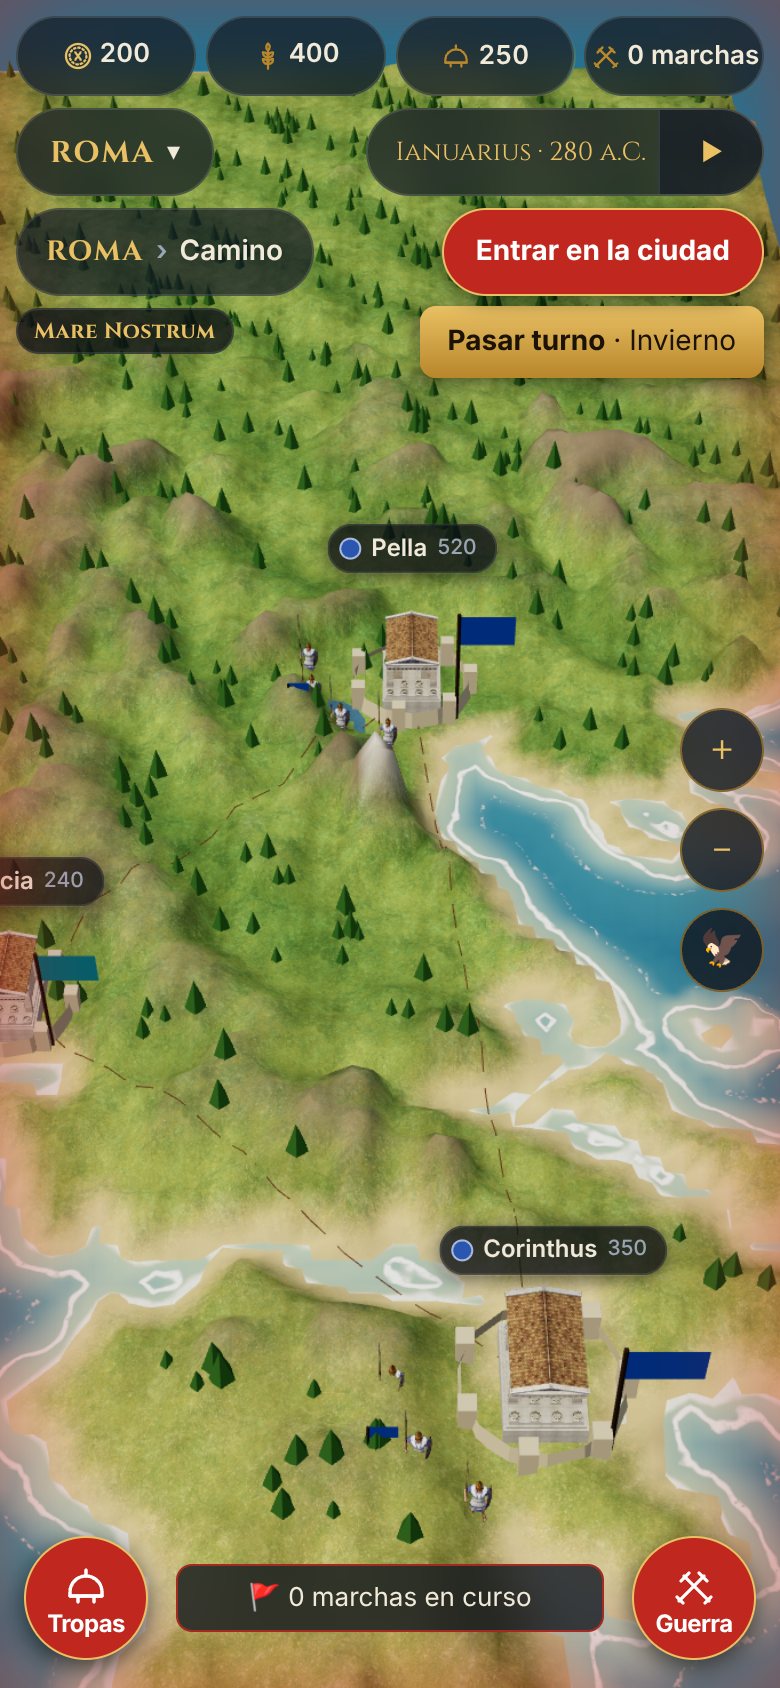 200
400
250
0 marchas
ROMA ▼
IANUARIUS · 280 A.C.
ROMA › Camino
Entrar en la ciudad
MARE NOSTRUM
Pasar turno · Invierno
Pella 520
+
−
cia 240
Corinthus 350
Tropas
0 marchas en curso
Guerra